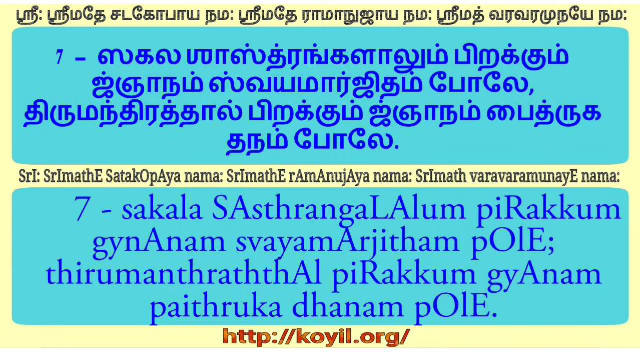 ஸ்ரீ: ஸ்ரீமதே சடகோபாய நம: ஸ்ரீமதே ராமாநுஜாய நம: ஸ்ரீமத் வரவரமுநயே நம:
7 – ஸகல ஶாஸ்த்ரங்களாலும் பிறக்கும்
ஜ்ஞாநம் ஸ்வயமார்ஜிதம் போலே,
திருமந்திரத்தால் பிறக்கும் ஜ்ஞாநம் பைத்ருக
தநம் போலே.
SrI: SrImathE SatakOpAya nama: SrImathE rAmAnujAya nama: SrImath varavaramunayE nama:
7 - sakala SAsthrangaLAlum piRakkum
gynAnam svayamArjitham pOlE;
thirumanthraththAl piRakkum gyAnam
paithruka dhanam pOlE.
http://koyil.org/